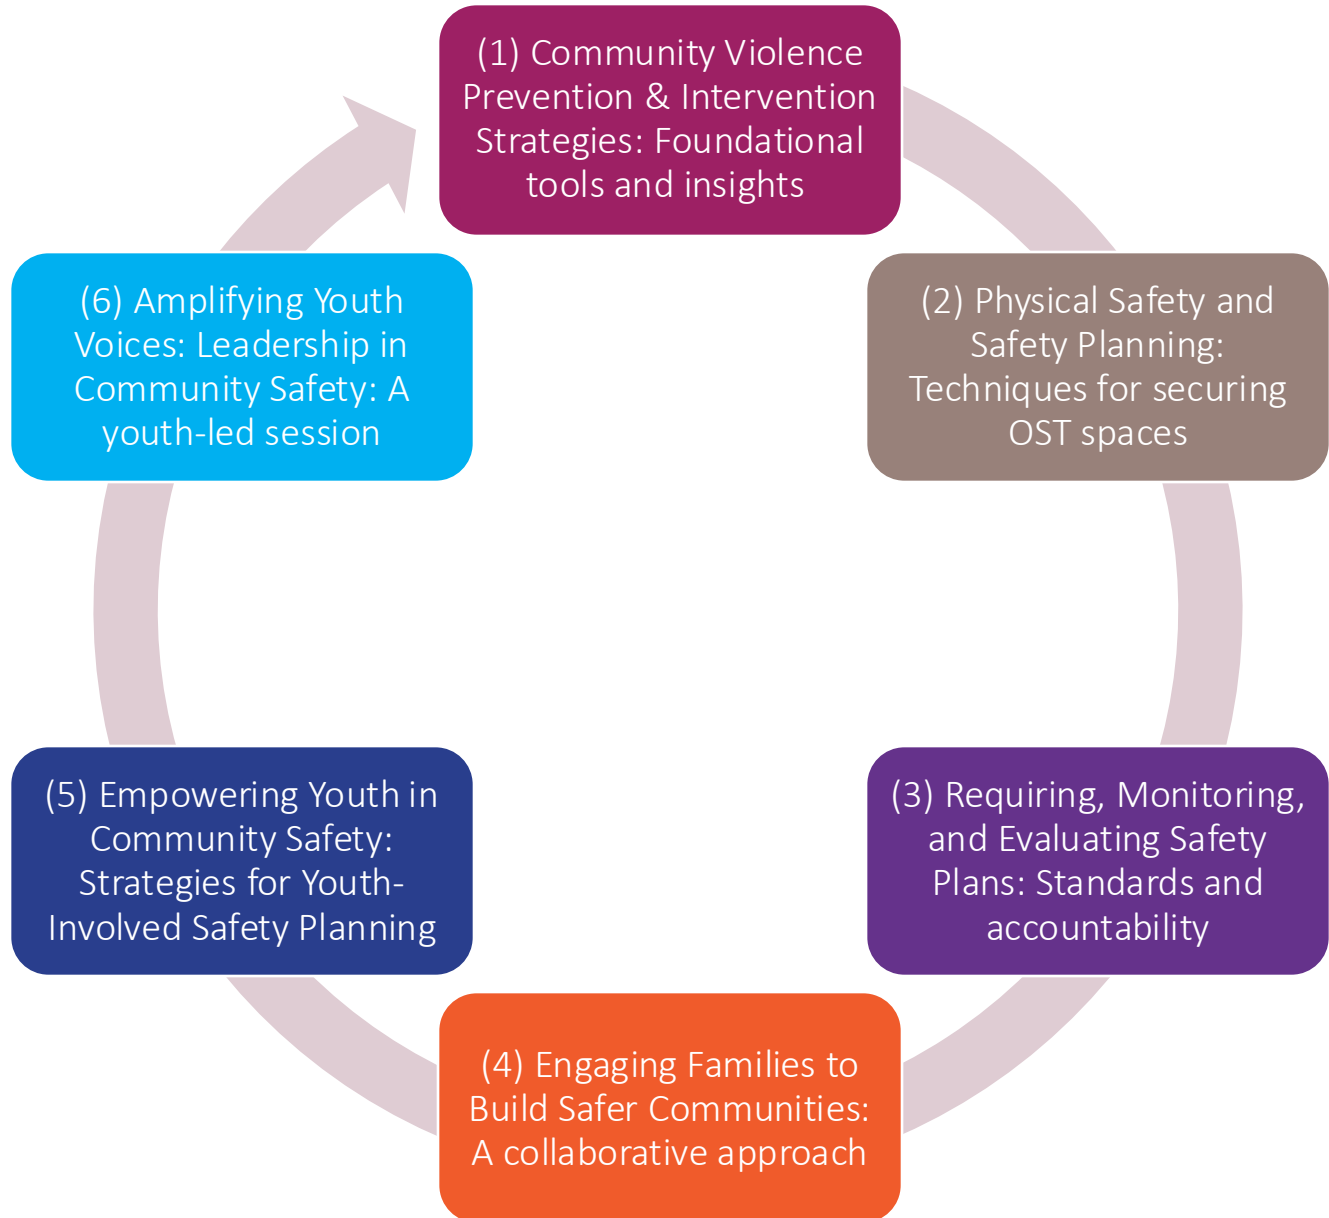 (1) Community Violence
Prevention & Intervention
Strategies: Foundational
tools and insights
(2) Physical Safety and
Safety Planning:
Techniques for securing
OST spaces
(3) Requiring, Monitoring,
and Evaluating Safety
Plans: Standards and
accountability
(4) Engaging Families to
Build Safer Communities:
A collaborative approach
(5) Empowering Youth in
Community Safety:
Strategies for Youth-
Involved Safety Planning
(6) Amplifying Youth
Voices: Leadership in
Community Safety: A
youth-led session